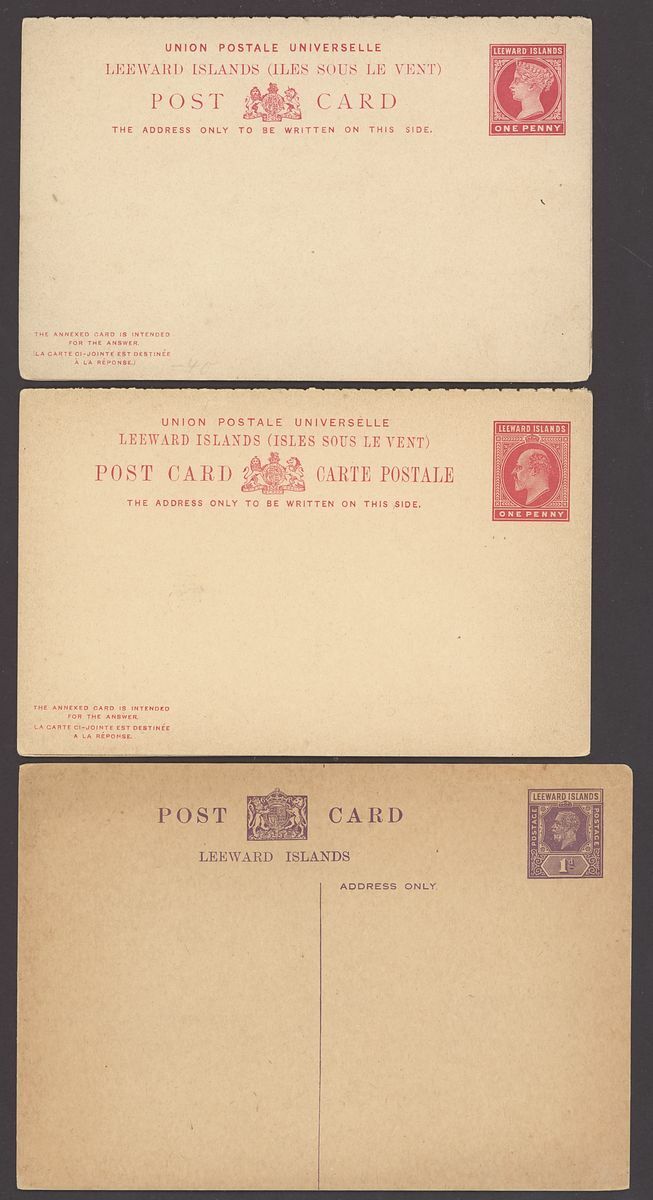 UNION POSTALE UNIVERSELLE
LEEWARD ISLANDS (ILES SOUS LE VENT)
POST CARD
THE ADDRESS ONLY TO BE WRITTEN ON THIS SIDE.
LEEWARD ISLANDS
ONE PENNY
THE ANNEXED CARD IS INTENDED
FOR THE ANSWER.
(LA CARTE CI-JOINTE EST DESTINÉE
À LA RÉPONSE.)
UNION POSTALE UNIVERSELLE
LEEWARD ISLANDS (ISLES SOUS LE VENT)
POST CARD CARTE POSTALE
THE ADDRESS ONLY TO BE WRITTEN ON THIS SIDE.
LEEWARD ISLANDS
ONE PENNY
THE ANNEXED CARD IS INTENDED
FOR THE ANSWER.
LA CARTE CI-JOINTE EST DESTINÉE
A LA RÉPONSE.
POST CARD
LEEWARD ISLANDS
ADDRESS ONLY.
LEEWARD ISLANDS
POSTAGE POSTAGE
1d